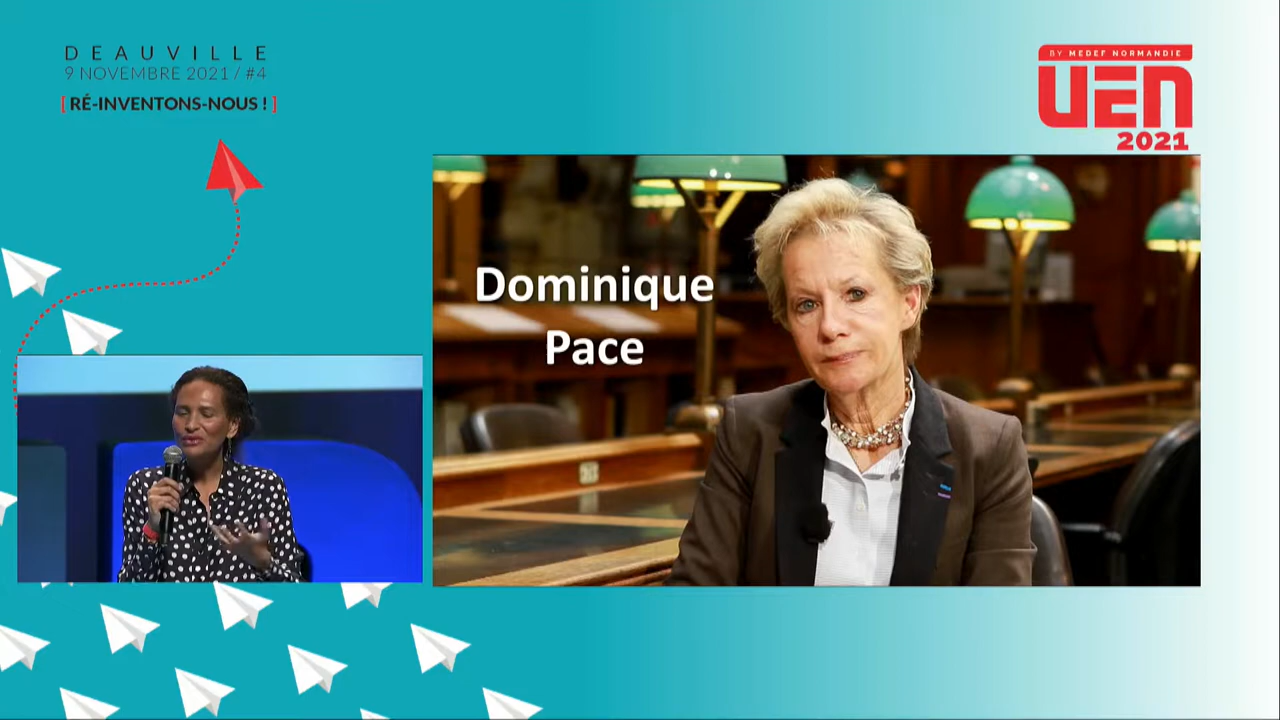 DEAUVILLE
9 NOVEMBRE 2021 / #4
[ RÉ-INVENTONS-NOUS ! ]
BY MEDEF NORMANDIE
UEN
2021
Dominique
Pace